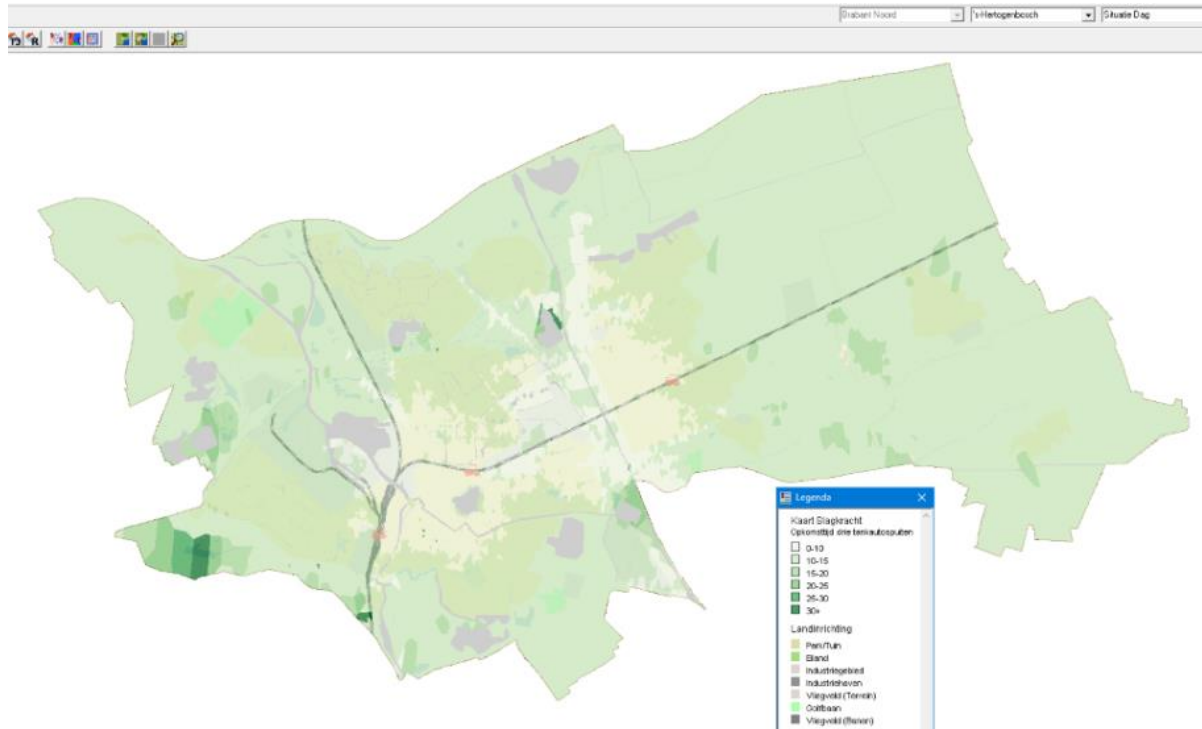 Brabant Noord 's-Hertogenbosch Situatie Dag
Legenda
Kaart Slagkracht
Opkomsttijd drie tankautospuiten
0-10
10-15
15-20
20-25
25-30
30+
Landinrichting
Park/Tuin
Eiland
Industriegebied
Industriehaven
Vliegveld (Terrein)
Golfbaan
Vliegveld (Banen)